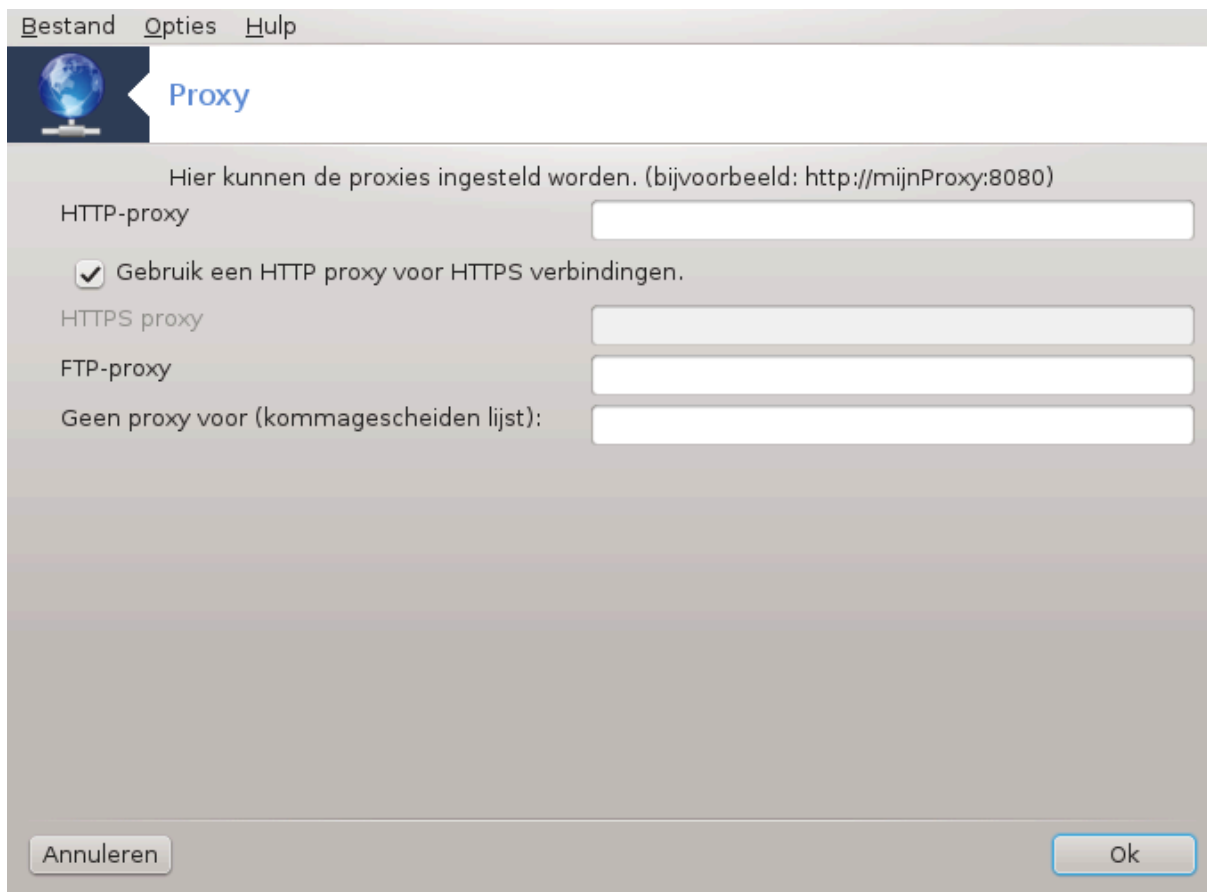 Bestand Opties Hulp
Proxy
Hier kunnen de proxies ingesteld worden. (bijvoorbeeld: http://mijnProxy:8080)
HTTP-proxy
Gebruik een HTTP proxy voor HTTPS verbindingen.
HTTPS proxy
FTP-proxy
Geen proxy voor (kommagescheiden lijst):
Annuleren Ok